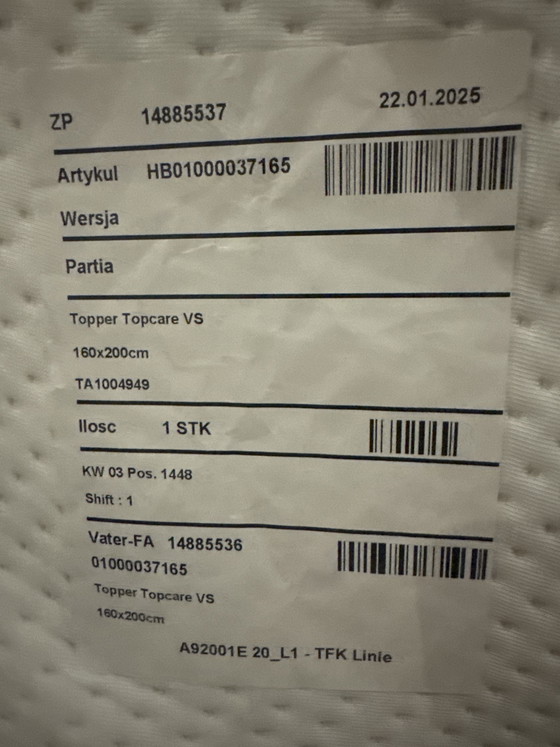 22.01.2025
ZP 14885537
Artykul HB01000037165
Wersja
Partia
Topper Topcare VS
160x200cm
TA1004949
Ilosc 1 STK
KW 03 Pos. 1448
Shift : 1
Vater-FA 14885536
01000037165
Topper Topcare VS
160x200cm
A92001E 20_L1 - TFK Linie